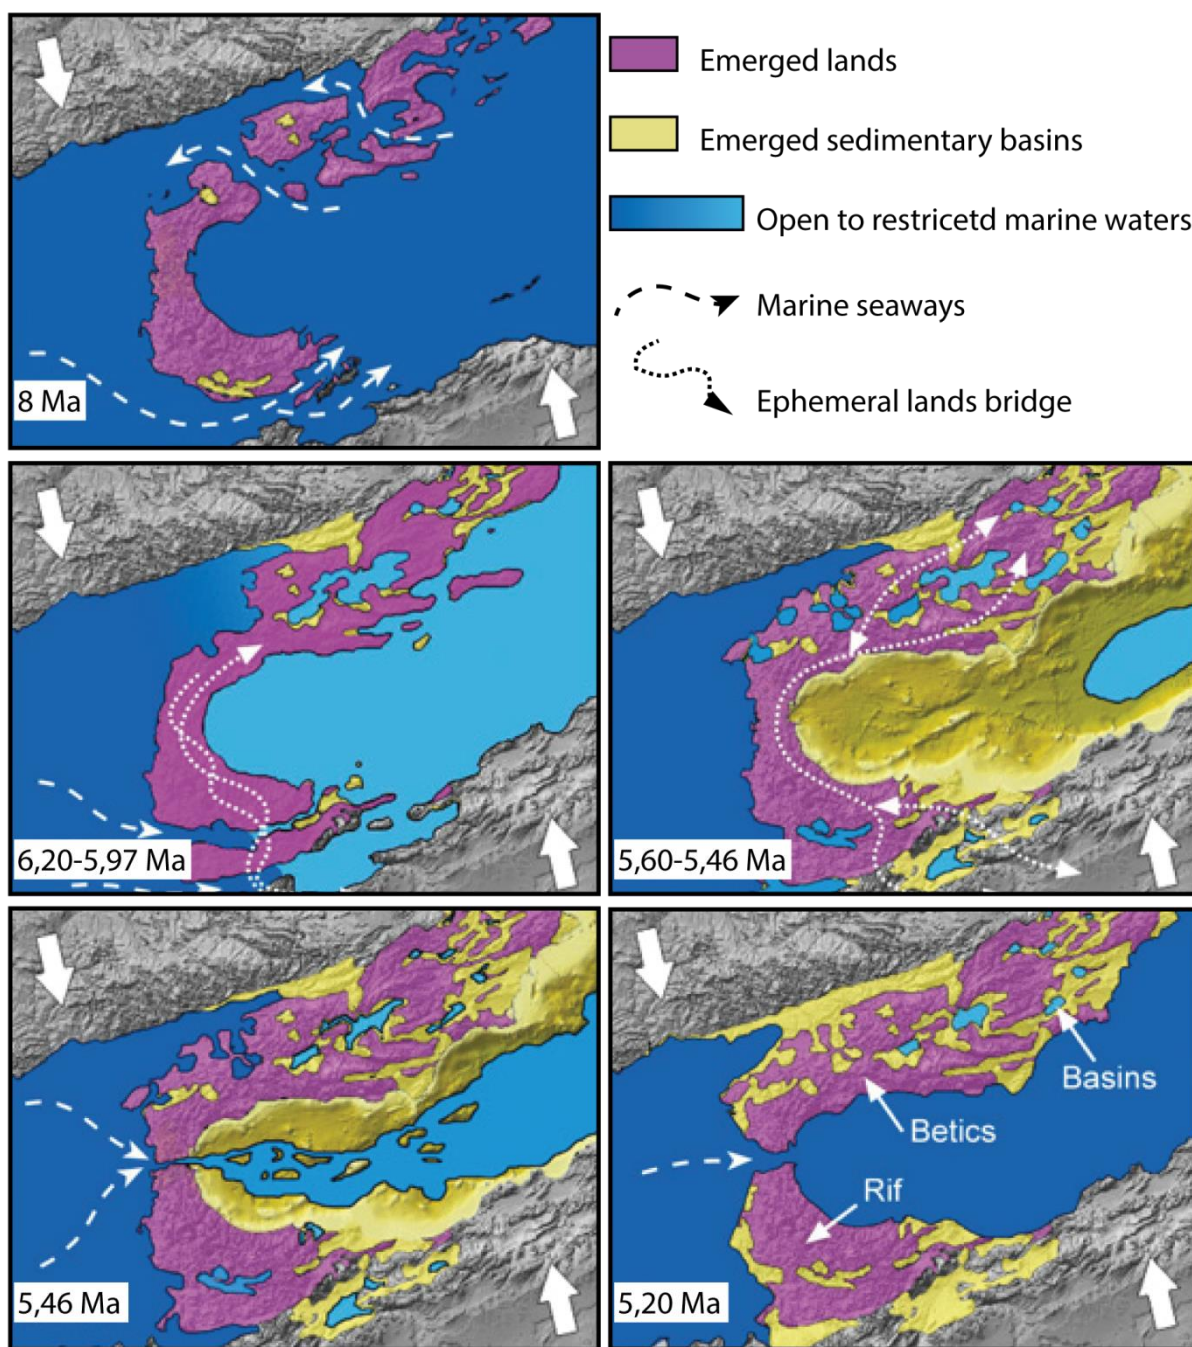 Emerged lands
Emerged sedimentary basins
Open to restricetd marine waters
Marine seaways
Ephemeral lands bridge
8 Ma
6,20-5,97 Ma
5,60-5,46 Ma
5,46 Ma
Basins
Betics
Rif
5,20 Ma